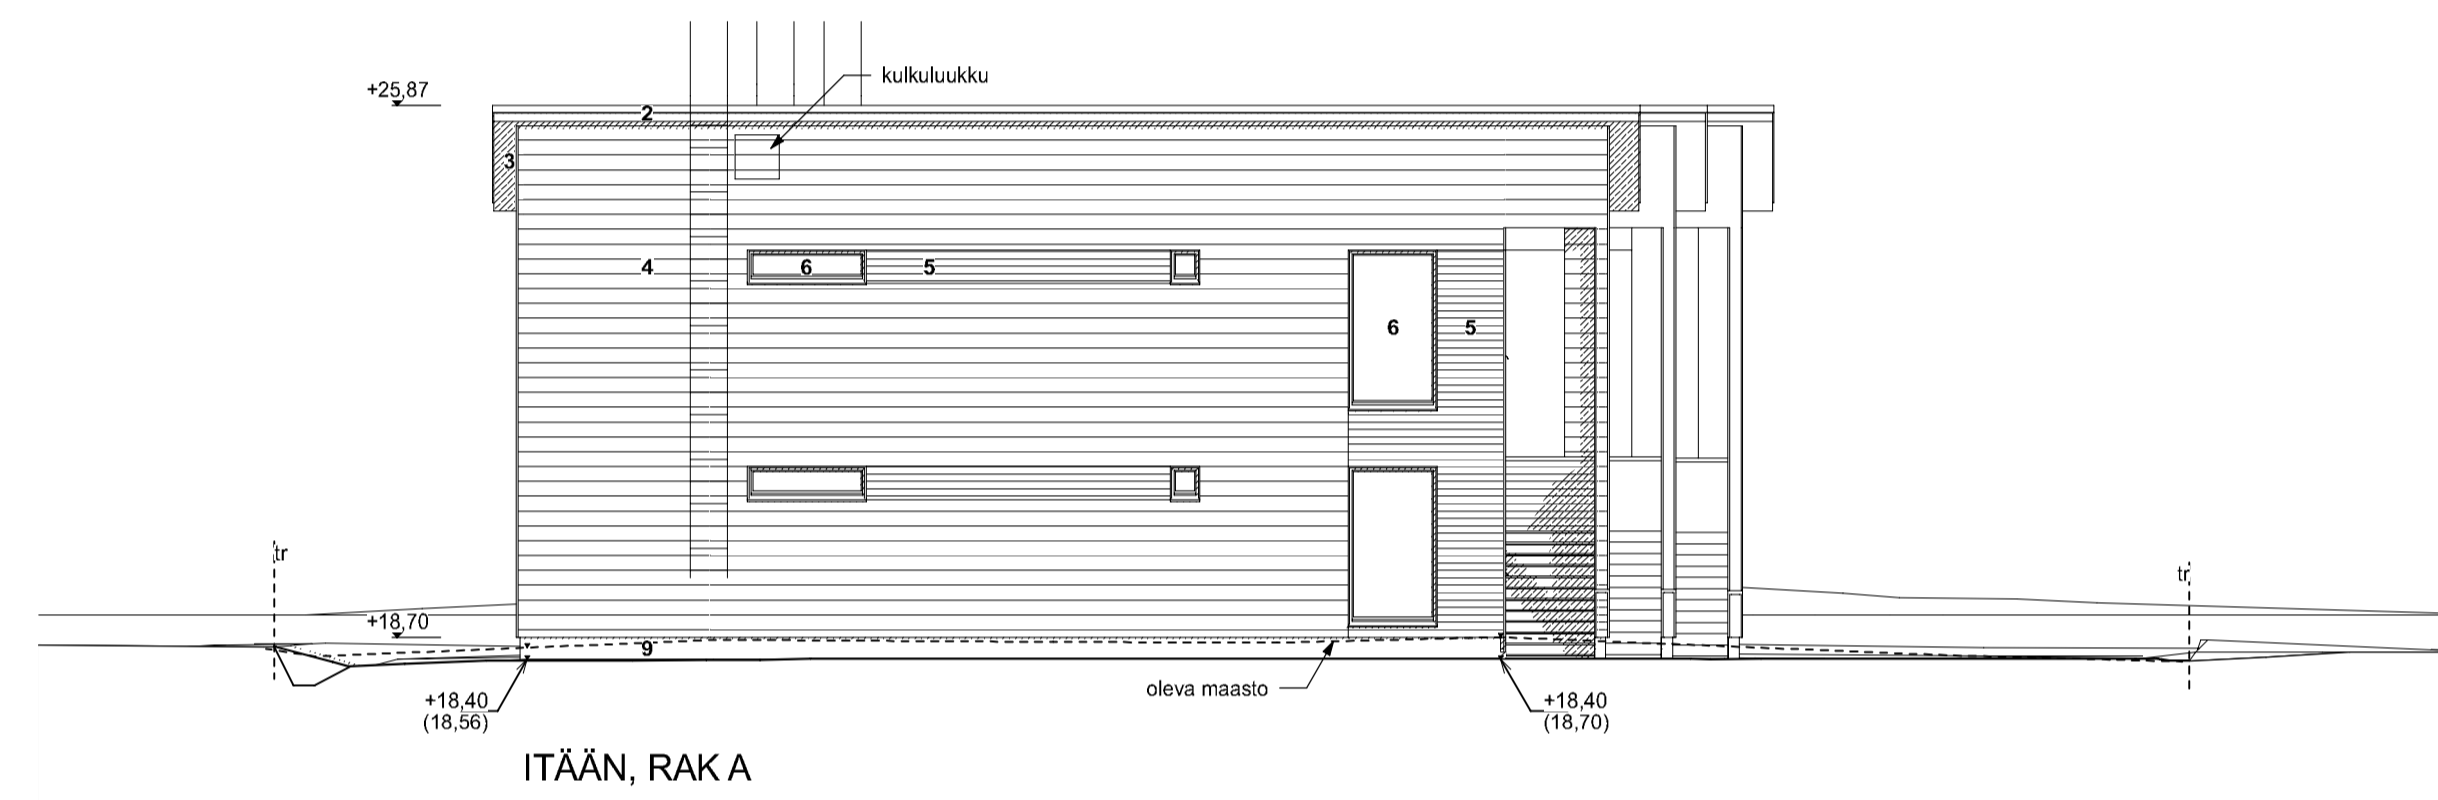 kulkuluukku
+25,87
2
3
4
6
5
6
5
tr
tr
+18,70
9
oleva maasto
+18,40
(18,56)
+18,40
(18,70)
ITÄÄN, RAK A